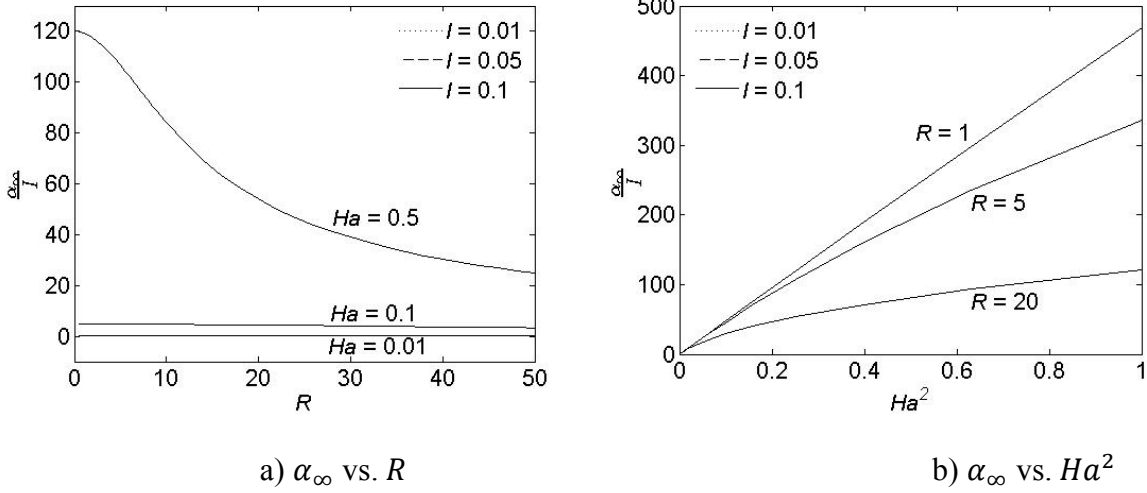 120
100
80
60
40
20
0
α∞
I
I = 0.01
I = 0.05
I = 0.1
Ha = 0.5
Ha = 0.1
Ha = 0.01
0 10 20 30 40 50
R
a) α∞ vs. R
500
400
300
200
100
0
α∞
I
I = 0.01
I = 0.05
I = 0.1
R = 1
R = 5
R = 20
0 0.2 0.4 0.6 0.8 1
Ha²
b) α∞ vs. Ha²